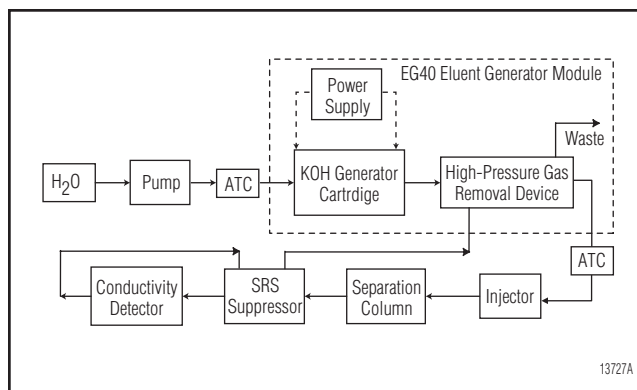 EG40 Eluent Generator Module
Power
Supply
Waste
H2O
Pump
ATC
KOH Generator
Cartrdige
High-Pressure Gas
Removal Device
ATC
Conductivity
Detector
SRS
Suppressor
Separation
Column
Injector
13727A